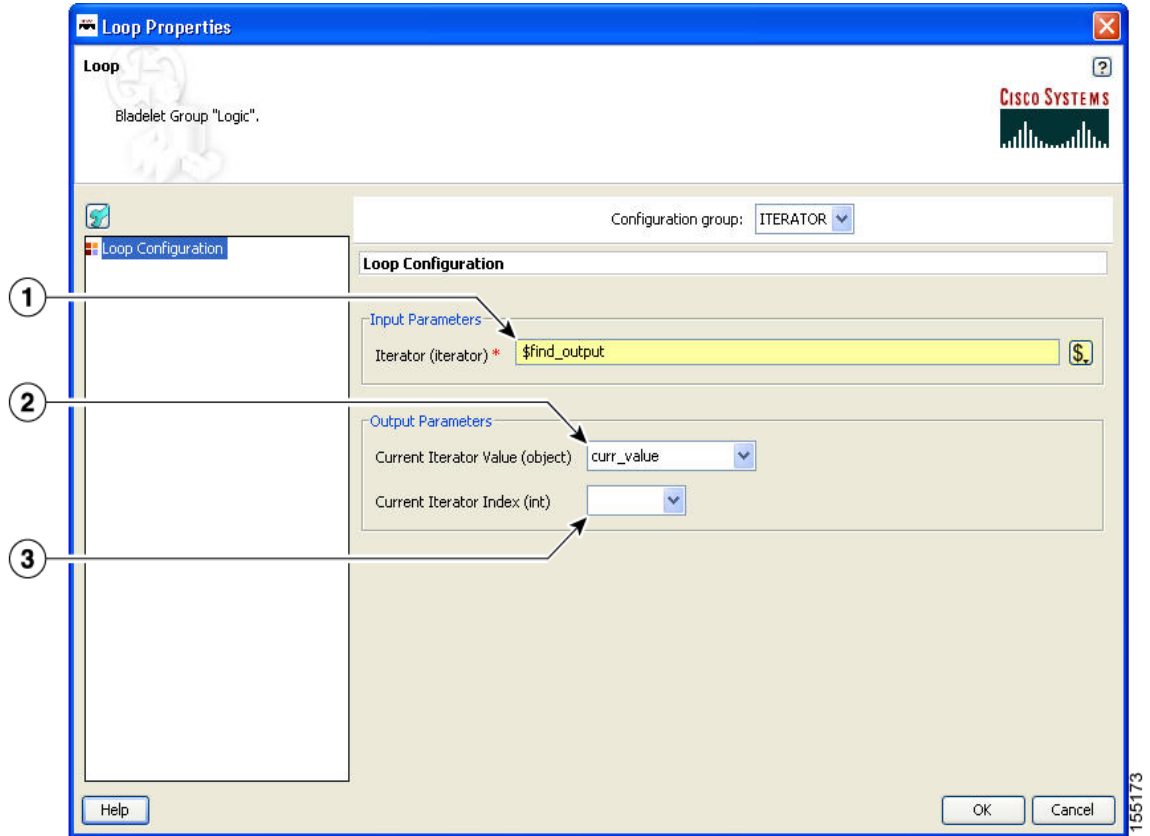 Loop Properties
Loop
?
Bladelet Group "Logic".
CISCO SYSTEMS
Configuration group: ITERATOR
Loop Configuration
Loop Configuration
1
Input Parameters
Iterator (iterator) * $find_output $
2
Output Parameters
Current Iterator Value (object) curr_value
Current Iterator Index (int)
3
Help OK Cancel
155173